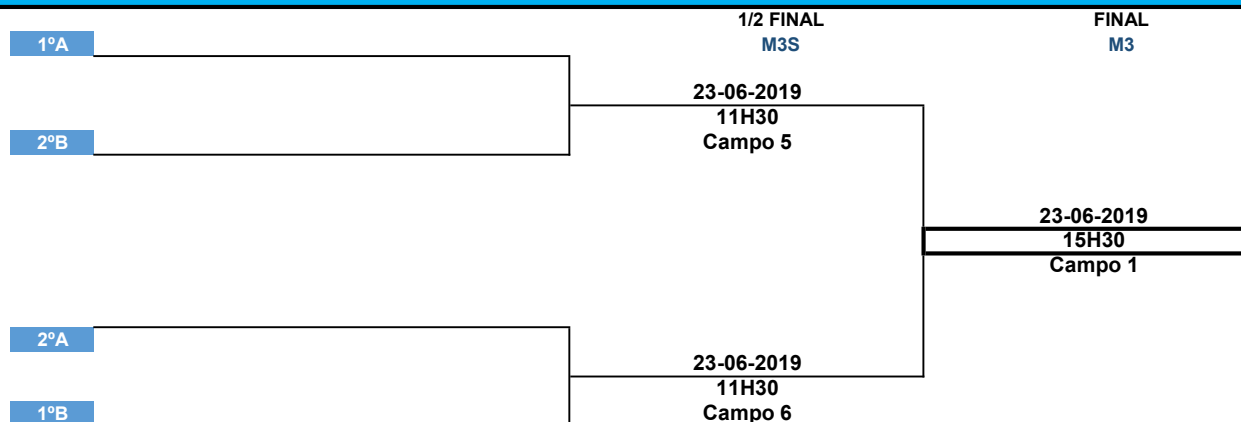 1/2 FINAL FINAL
1ºA M3S M3
23-06-2019
11H30
2ºB Campo 5
23-06-2019
15H30
Campo 1
2ºA
23-06-2019
11H30
1ºB Campo 6